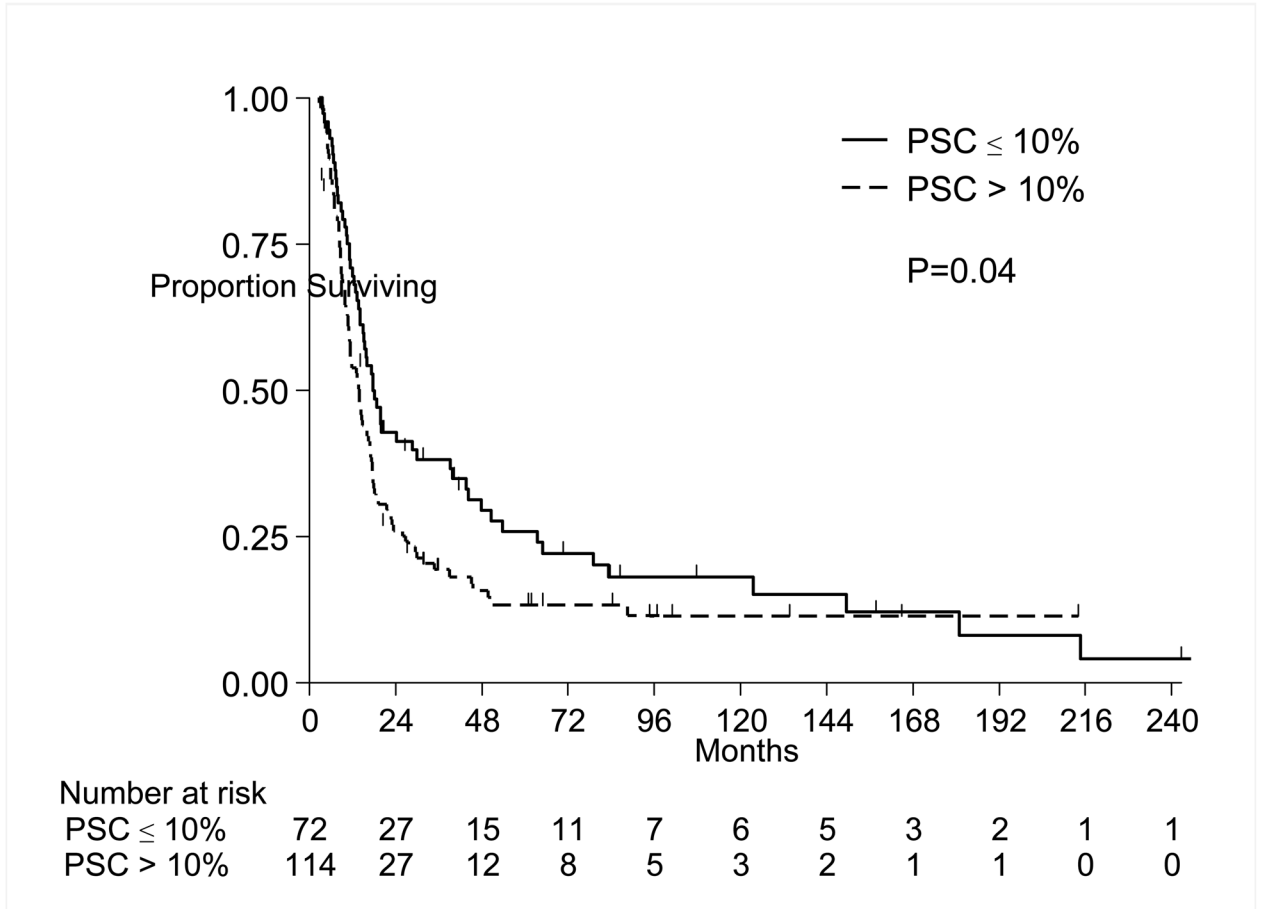 1.00
PSC ≤ 10%
PSC > 10%
0.75
P=0.04
Proportion Surviving
0.50
0.25
0.00
0 24 48 72 96 120 144 168 192 216 240
Months
Number at risk
PSC ≤ 10% 72 27 15 11 7 6 5 3 2 1 1
PSC > 10% 114 27 12 8 5 3 2 1 1 0 0